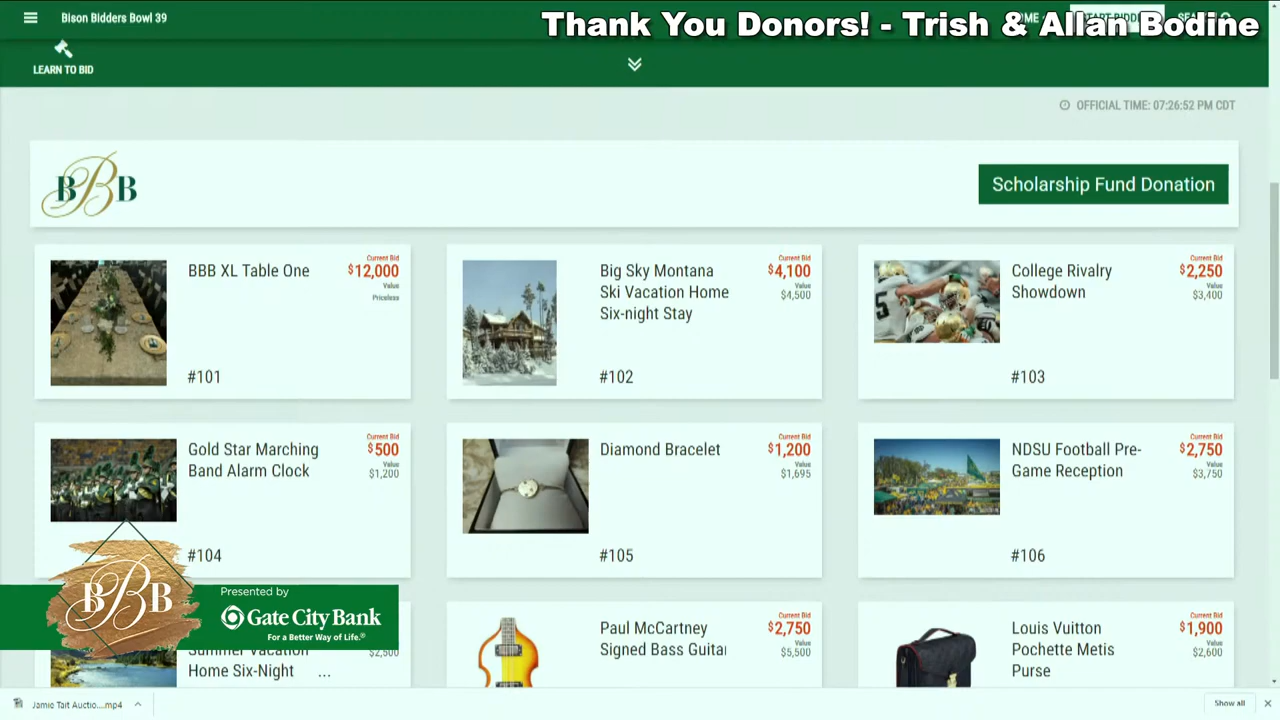 Bison Bidders Bowl 39
Thank You Donors! - Trish & Allan Bodine
LEARN TO BID
OFFICIAL TIME: 07:26:52 PM CDT
BBB
Scholarship Fund Donation
BBB XL Table One
Current Bid
$12,000
Value
Priceless
#101
Big Sky Montana
Ski Vacation Home
Six-night Stay
Current Bid
$4,100
Value
$4,500
#102
College Rivalry
Showdown
Current Bid
$2,250
Value
$3,400
#103
Gold Star Marching
Band Alarm Clock
Current Bid
$500
Value
$1,200
#104
Diamond Bracelet
Current Bid
$1,200
Value
$1,695
#105
NDSU Football Pre-
Game Reception
Current Bid
$2,750
Value
$3,750
#106
BBB
Presented by
Gate City Bank
For a Better Way of Life.®
Summer Vacation
Home Six-Night ...
$2,500
Paul McCartney
Signed Bass Guitar
Current Bid
$2,750
Value
$5,500
Louis Vuitton
Pochette Metis
Purse
Current Bid
$1,900
Value
$2,600
Jamie Tait Auctio....mp4
Show all